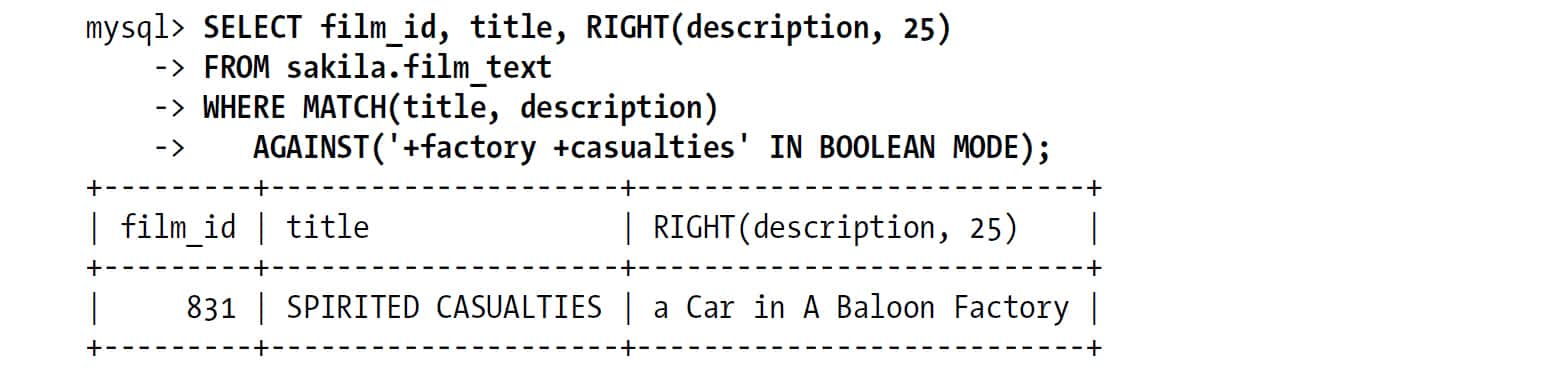 mysql> SELECT film_id, title, RIGHT(description, 25)
    -> FROM sakila.film_text
    -> WHERE MATCH(title, description)
    ->    AGAINST('+factory +casualties' IN BOOLEAN MODE);
+---------+---------------------+---------------------------+
| film_id | title               | RIGHT(description, 25)    |
+---------+---------------------+---------------------------+
|     831 | SPIRITED CASUALTIES | a Car in A Baloon Factory |
+---------+---------------------+---------------------------+